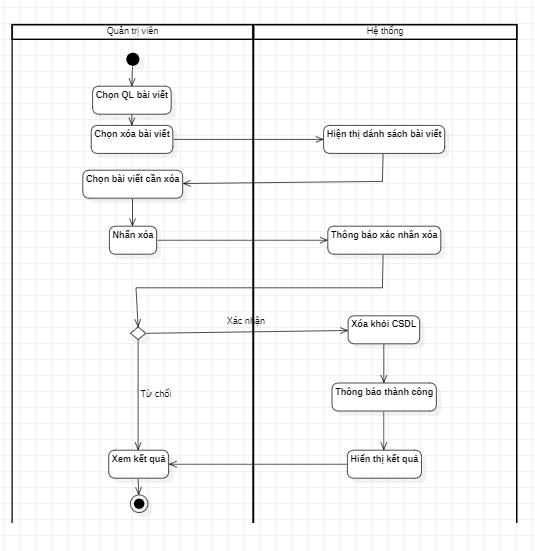 Quản trị viên
Hệ thống
Chọn QL bài viết
Chọn xóa bài viết
Hiện thị dánh sách bài viết
Chọn bài viết cần xóa
Nhấn xóa
Thông báo xác nhân xóa
Xác nhận
Xóa khỏi CSDL
Từ chối
Thông báo thành công
Xem kết quả
Hiển thị kết quả